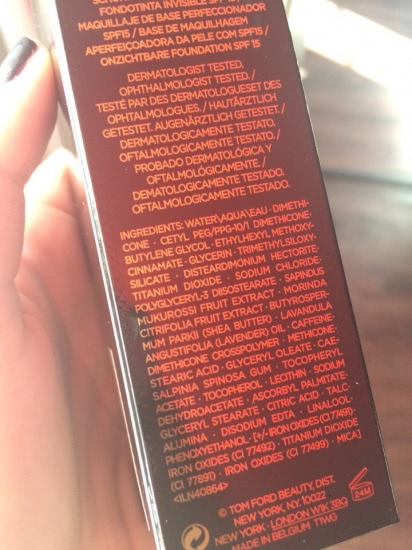 FONDOTINTA INVISIBILE SPF 15 /
MAQUILLAJE DE BASE PERFECCIONADOR
SPF15 / BASE DE MAQUILHAGEM
APERFEIÇOADORA DA PELE COM SPF15 /
ONZICHTBARE FOUNDATION SPF 15
DERMATOLOGIST TESTED,
OPHTHALMOLOGIST TESTED. /
TESTÉ PAR DES DERMATOLOGUESET DES
OPHTALMOLOGUES. / HAUTÄRZTLICH
GETESTET. AUGENÄRZTLICH GETESTET. /
DERMATOLOGICAMENTE TESTATO. /
OFTALMOLOGICAMENTE TESTATO. /
PROBADO DERMATOLÓGICA Y
OFTALMOLÓGICAMENTE. /
DEMATOLOGICAMENTE TESTADO.
OFTALMOLOGICAMENTE TESTADO.
INGREDIENTS: WATER\AQUA\EAU · DIMETHI-
CONE · CETYL PEG/PPG-10/1 DIMETHICONE ·
BUTYLENE GLYCOL · ETHYLHEXYL METHOXY-
CINNAMATE · GLYCERIN · TRIMETHYLSILOXY-
SILICATE · DISTEARDIMONIUM HECTORITE ·
TITANIUM DIOXIDE · SODIUM CHLORIDE ·
POLYGLYCERYL-3 DIISOSTEARATE · SAPINDUS
MUKUROSSI FRUIT EXTRACT · MORINDA
CITRIFOLIA FRUIT EXTRACT · BUTYROSPER-
MUM PARKII (SHEA BUTTER) · LAVANDULA
ANGUSTIFOLIA (LAVENDER) OIL · CAFFEINE ·
DIMETHICONE CROSSPOLYMER · METHICONE ·
STEARIC ACID · GLYCERYL OLEATE · CAE-
SALPINIA SPINOSA GUM · TOCOPHERYL
ACETATE · TOCOPHEROL · LECITHIN · SODIUM
DEHYDROACETATE · ASCORBYL PALMITATE ·
GLYCERYL STEARATE · CITRIC ACID · TALC ·
ALUMINA · DISODIUM EDTA · LINALOOL ·
PHENOXYETHANOL · [+/- IRON OXIDES (CI 77491) ·
IRON OXIDES (CI 77492) · TITANIUM DIOXIDE
(CI 77891) · IRON OXIDES (CI 77499) · MICA]
<ILN40864>
© TOM FORD BEAUTY, DIST.
NEW YORK, N.Y. 10022
NEW YORK · LONDON W1K 3BQ
MADE IN BELGIUM TIWG
24M